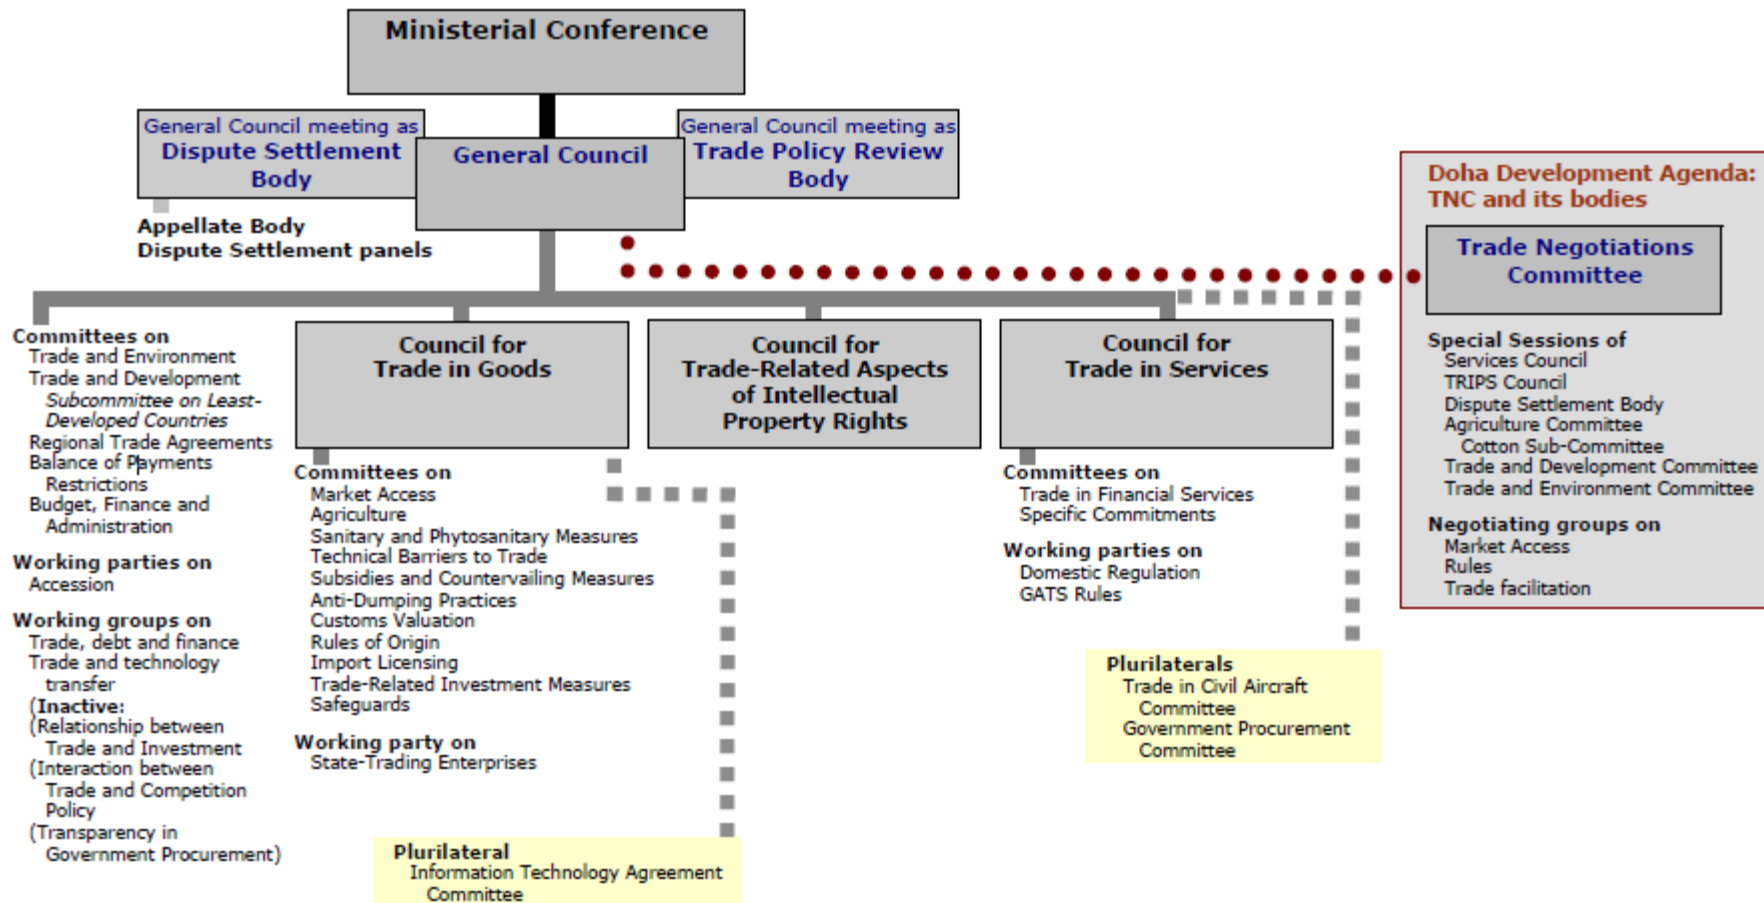 Ministerial Conference
General Council meeting as
Dispute Settlement
Body
General Council
General Council meeting as
Trade Policy Review
Body
Appellate Body
Dispute Settlement panels
Doha Development Agenda:
TNC and its bodies
Trade Negotiations
Committee
Special Sessions of
Services Council
TRIPS Council
Dispute Settlement Body
Agriculture Committee
Cotton Sub-Committee
Trade and Development Committee
Trade and Environment Committee
Negotiating groups on
Market Access
Rules
Trade facilitation
Committees on
Trade and Environment
Trade and Development
Subcommittee on Least-
Developed Countries
Regional Trade Agreements
Balance of Payments
Restrictions
Budget, Finance and
Administration
Working parties on
Accession
Working groups on
Trade, debt and finance
Trade and technology
transfer
(Inactive:
(Relationship between
Trade and Investment
(Interaction between
Trade and Competition
Policy
(Transparency in
Government Procurement)
Council for
Trade in Goods
Committees on
Market Access
Agriculture
Sanitary and Phytosanitary Measures
Technical Barriers to Trade
Subsidies and Countervailing Measures
Anti-Dumping Practices
Customs Valuation
Rules of Origin
Import Licensing
Trade-Related Investment Measures
Safeguards
Working party on
State-Trading Enterprises
Plurilateral
Information Technology Agreement
Committee
Council for
Trade-Related Aspects
of Intellectual
Property Rights
Council for
Trade in Services
Committees on
Trade in Financial Services
Specific Commitments
Working parties on
Domestic Regulation
GATS Rules
Plurilaterals
Trade in Civil Aircraft
Committee
Government Procurement
Committee